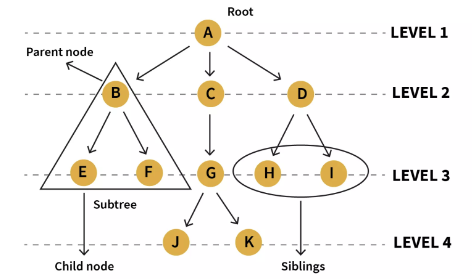 Root
A
LEVEL 1
Parent node
B
C
D
LEVEL 2
E
F
G
H
I
LEVEL 3
Subtree
J
K
LEVEL 4
Child node
Siblings